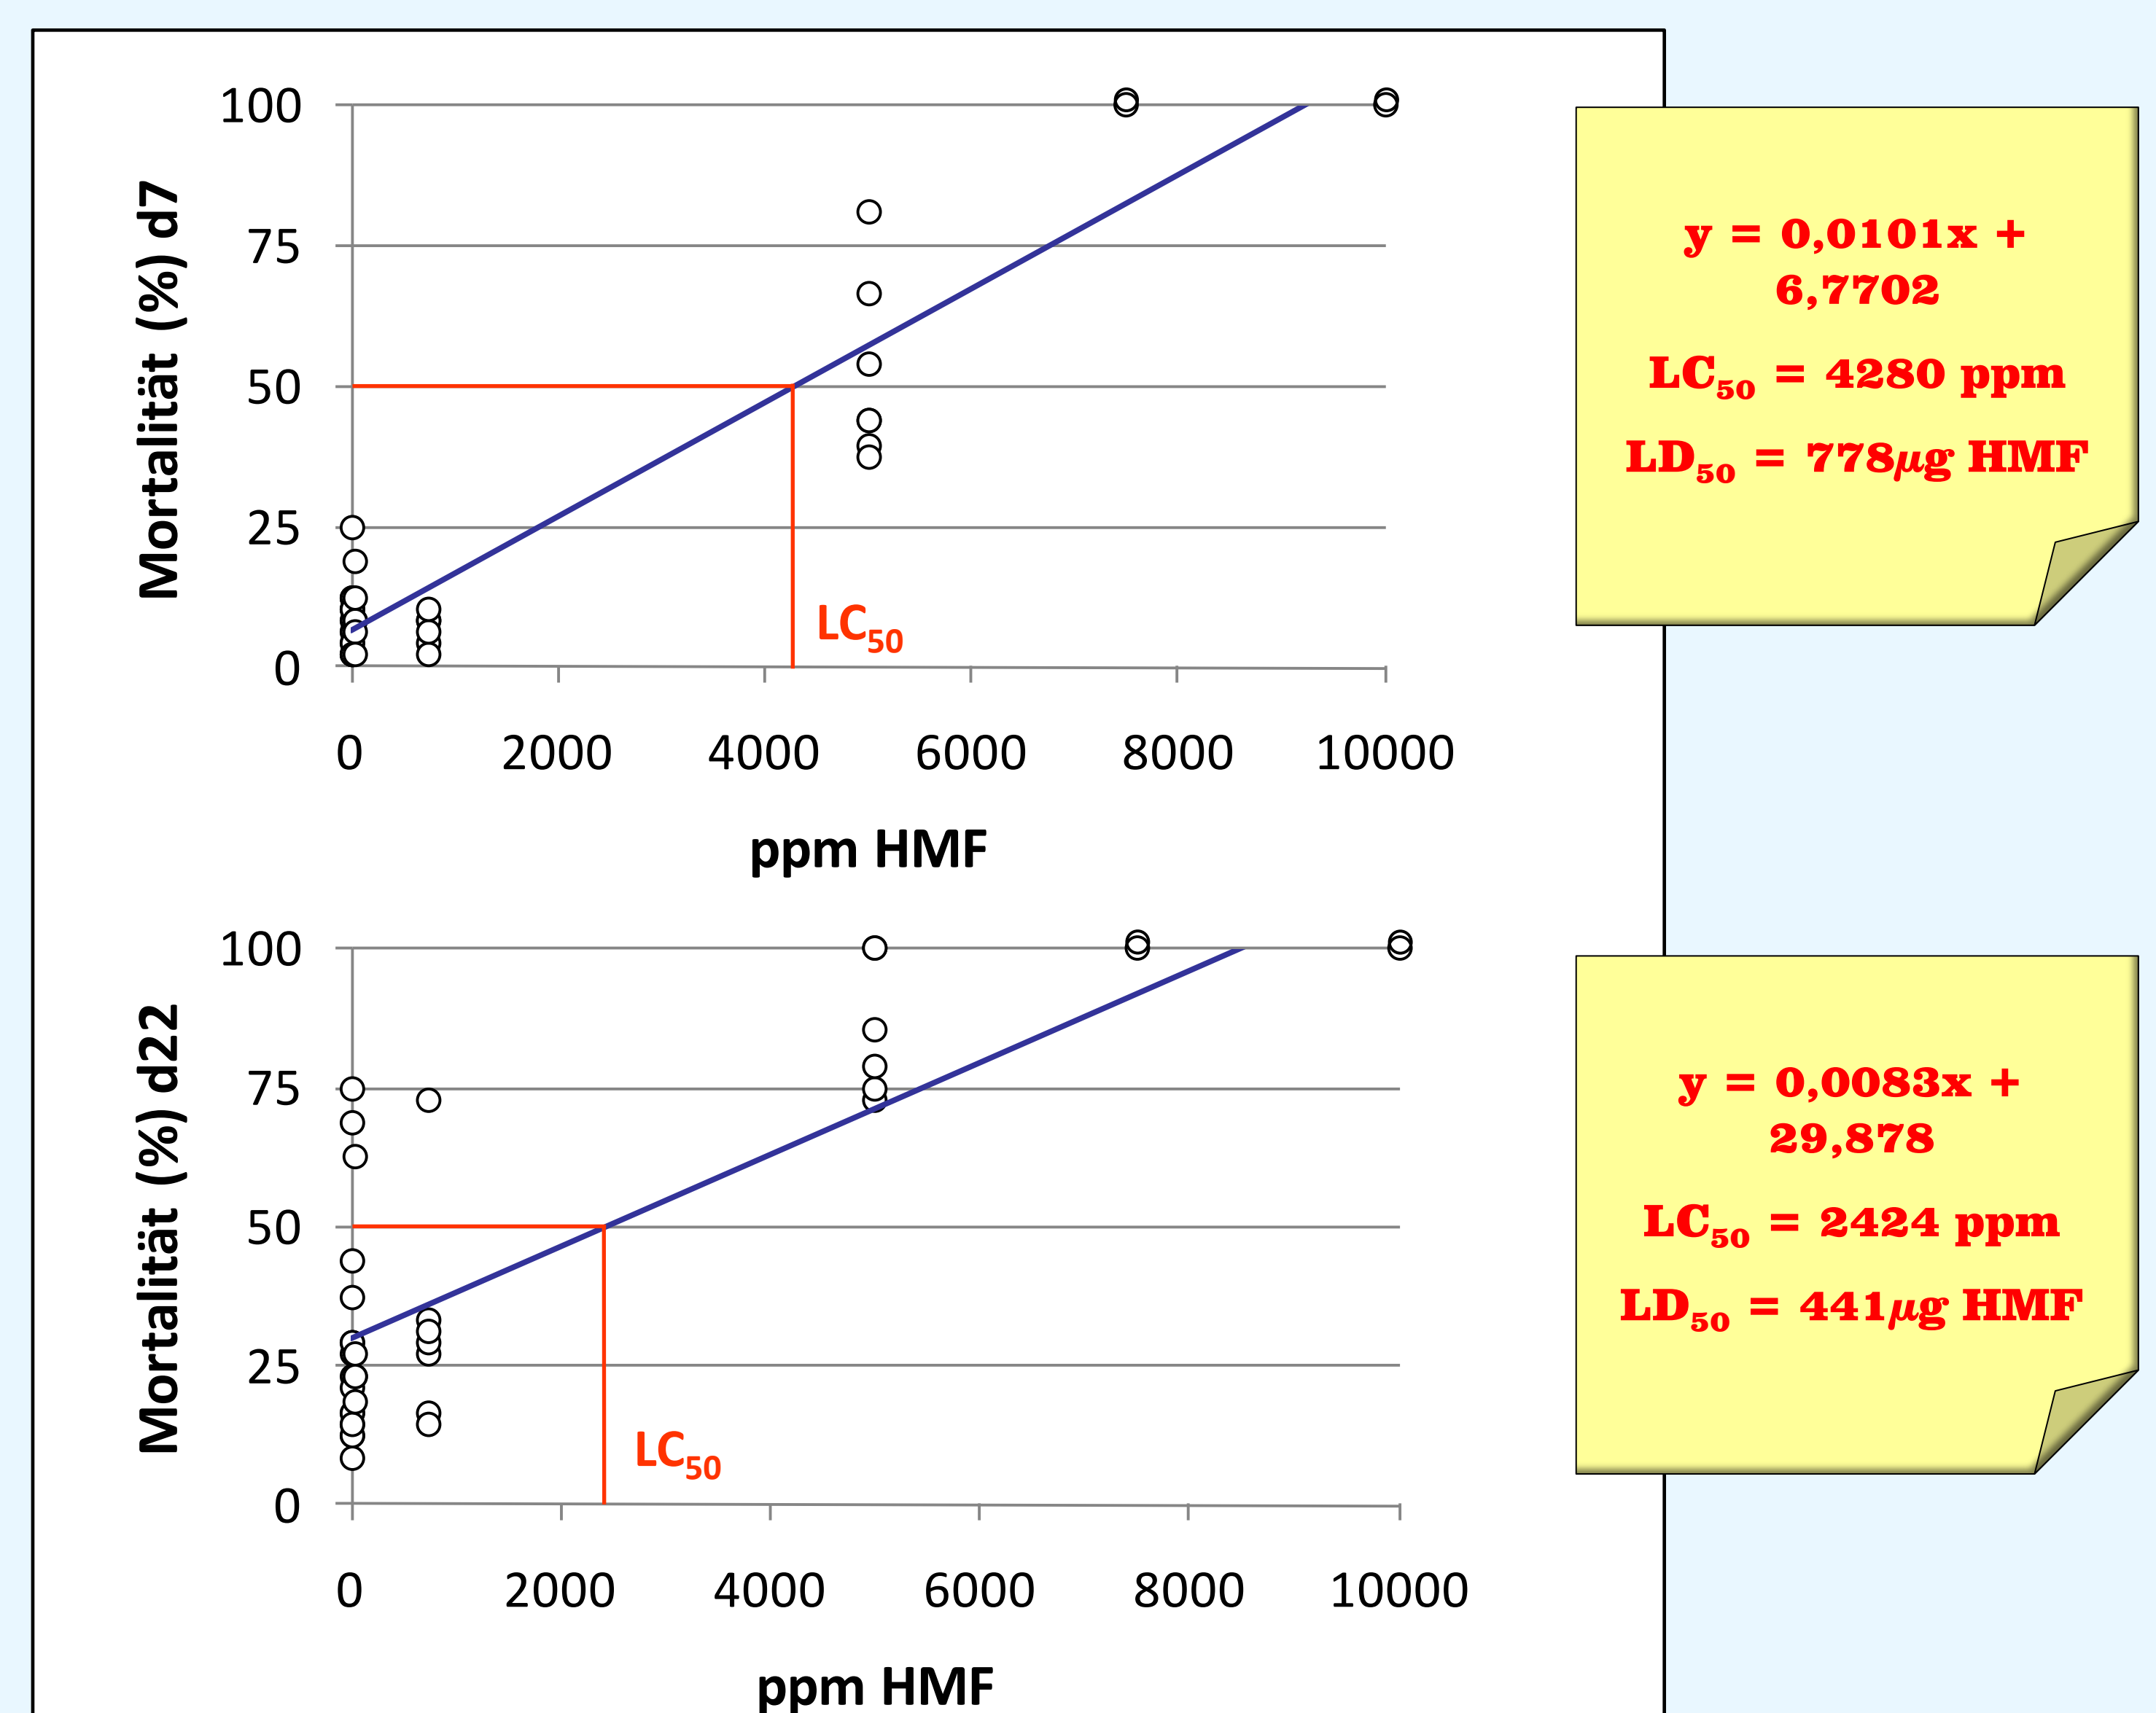 100
75
50
25
0
Mortalität (%) d7
LC50
0 2000 4000 6000 8000 10000
ppm HMF
y = 0,0101x +
6,7702
LC50 = 4280 ppm
LD50 = 778µg HMF
100
75
50
25
0
Mortalität (%) d22
LC50
0 2000 4000 6000 8000 10000
ppm HMF
y = 0,0083x +
29,878
LC50 = 2424 ppm
LD50 = 441µg HMF